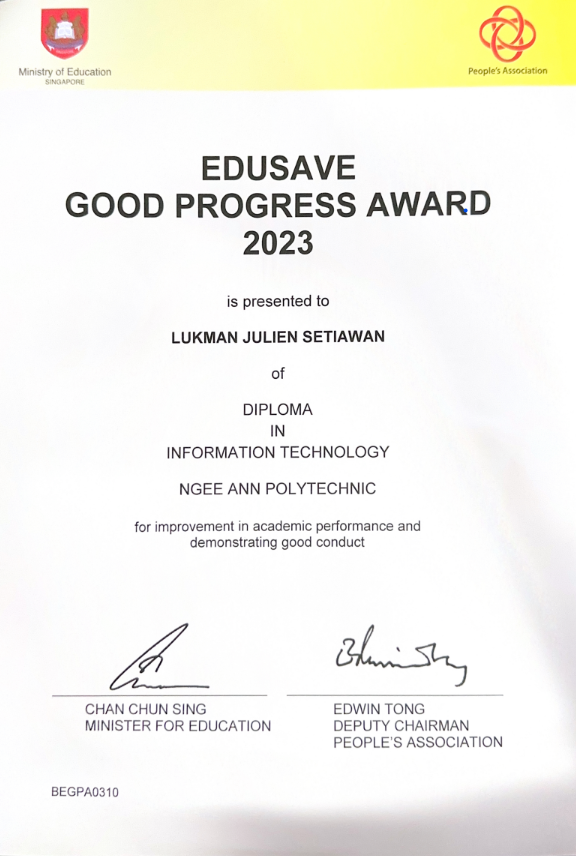 Ministry of Education
SINGAPORE
People's Association
EDUSAVE
GOOD PROGRESS AWARD
2023
is presented to
LUKMAN JULIEN SETIAWAN
of
DIPLOMA
IN
INFORMATION TECHNOLOGY
NGEE ANN POLYTECHNIC
for improvement in academic performance and
demonstrating good conduct
CHAN CHUN SING
MINISTER FOR EDUCATION
EDWIN TONG
DEPUTY CHAIRMAN
PEOPLE'S ASSOCIATION
BEGPA0310